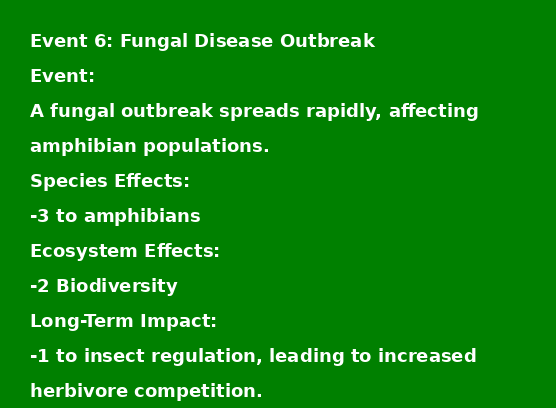 Event 6: Fungal Disease Outbreak
Event:
A fungal outbreak spreads rapidly, affecting
amphibian populations.
Species Effects:
-3 to amphibians
Ecosystem Effects:
-2 Biodiversity
Long-Term Impact:
-1 to insect regulation, leading to increased
herbivore competition.